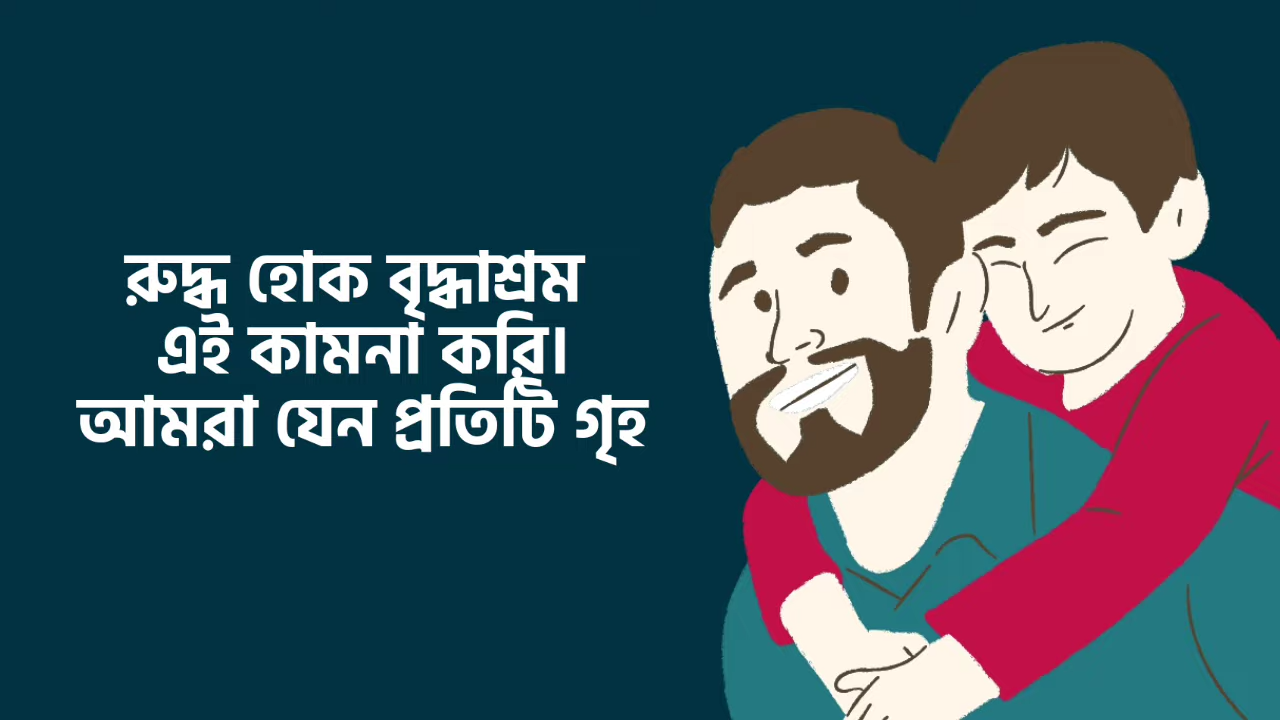 রুদ্ধ হোক বৃদ্ধাশ্রম
এই কামনা করি।
আমরা যেন প্রতিটি গৃহ